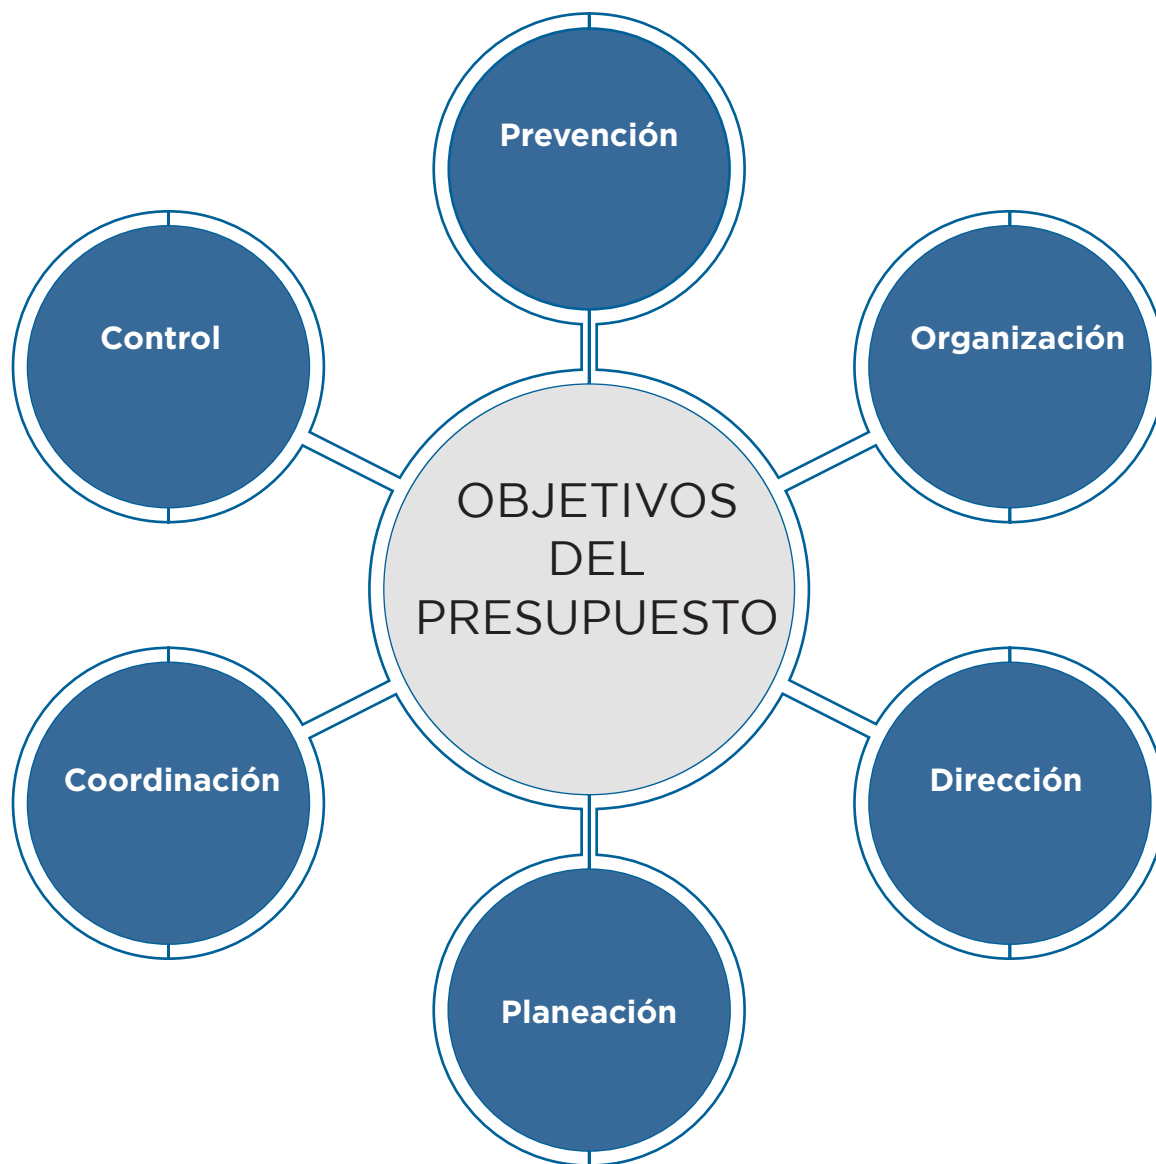 Prevención
Control
Organización
OBJETIVOS
DEL
PRESUPUESTO
Coordinación
Dirección
Planeación